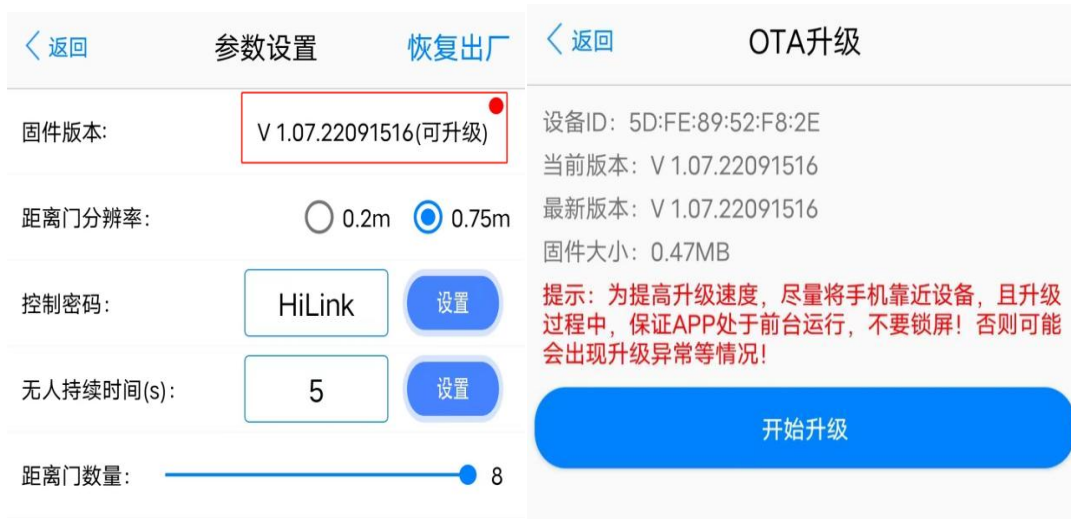 返回
参数设置
恢复出厂
固件版本:
V 1.07.22091516(可升级)
距离门分辨率:
0.2m
0.75m
控制密码:
HiLink
设置
无人持续时间(s):
5
设置
距离门数量:
8
返回
OTA升级
设备ID: 5D:FE:89:52:F8:2E
当前版本: V 1.07.22091516
最新版本: V 1.07.22091516
固件大小: 0.47MB
提示: 为提高升级速度，尽量将手机靠近设备，且升级
过程中，保证APP处于前台运行，不要锁屏！否则可能
会出现升级异常等情况！
开始升级